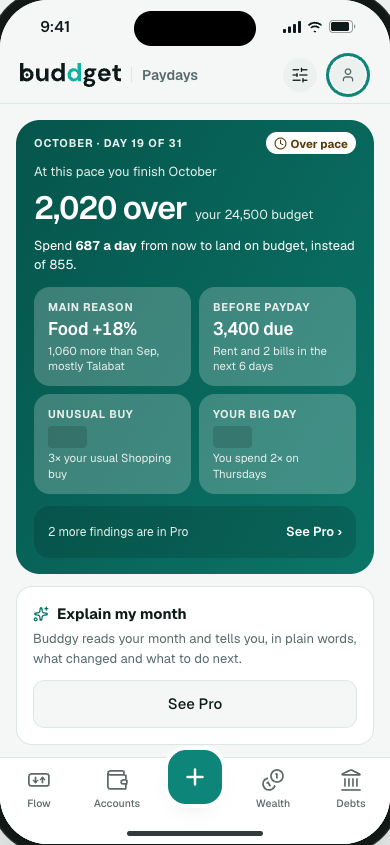 9:41
buddget
Paydays
OCTOBER · DAY 19 OF 31
Over pace
At this pace you finish October
2,020 over your 24,500 budget
Spend 687 a day from now to land on budget, instead
of 855.
MAIN REASON
Food +18%
1,060 more than Sep,
mostly Talabat
BEFORE PAYDAY
3,400 due
Rent and 2 bills in the
next 6 days
UNUSUAL BUY
3× your usual Shopping
buy
YOUR BIG DAY
You spend 2× on
Thursdays
2 more findings are in Pro
See Pro ›
Explain my month
Buddgy reads your month and tells you, in plain words,
what changed and what to do next.
See Pro
Flow
Accounts
Wealth
Debts